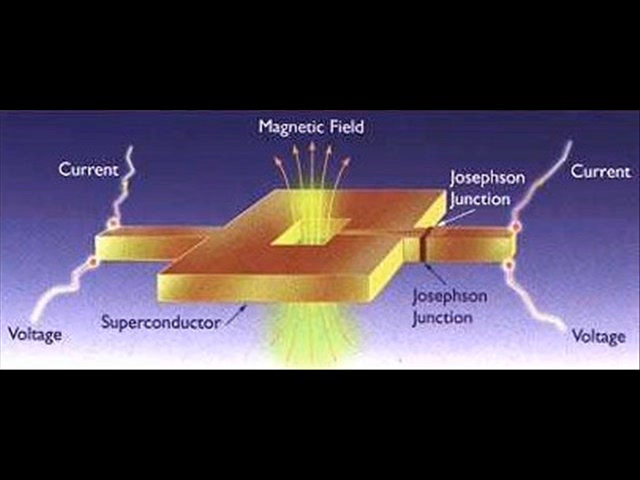 Magnetic Field
Current
Josephson
Junction
Current
Voltage
Superconductor
Josephson
Junction
Voltage